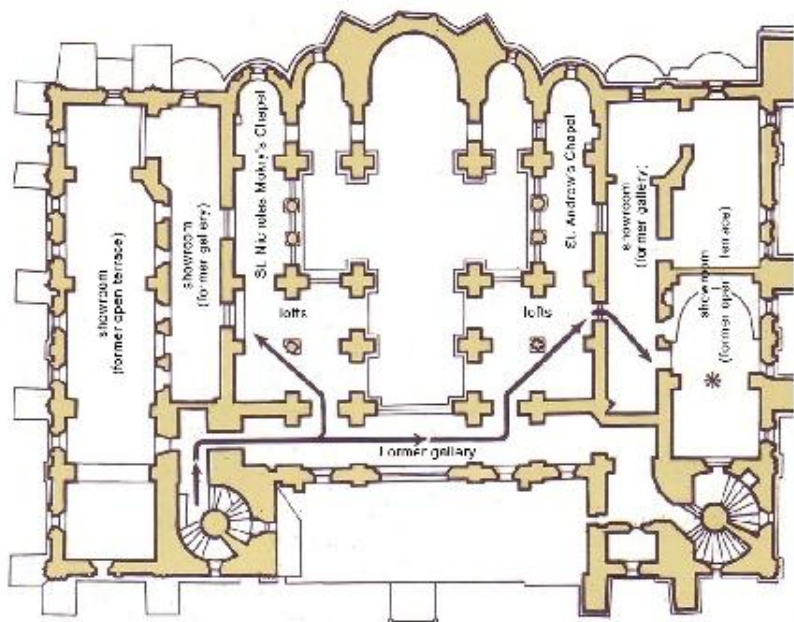 showroom
(former open terrace)
showroom
(former gallery)
St. Nicholas Mokry's Chapel
lofts
lofts
St. Andrew's Chapel
showroom
(former gallery)
showroom
(former open terrace)
Former gallery